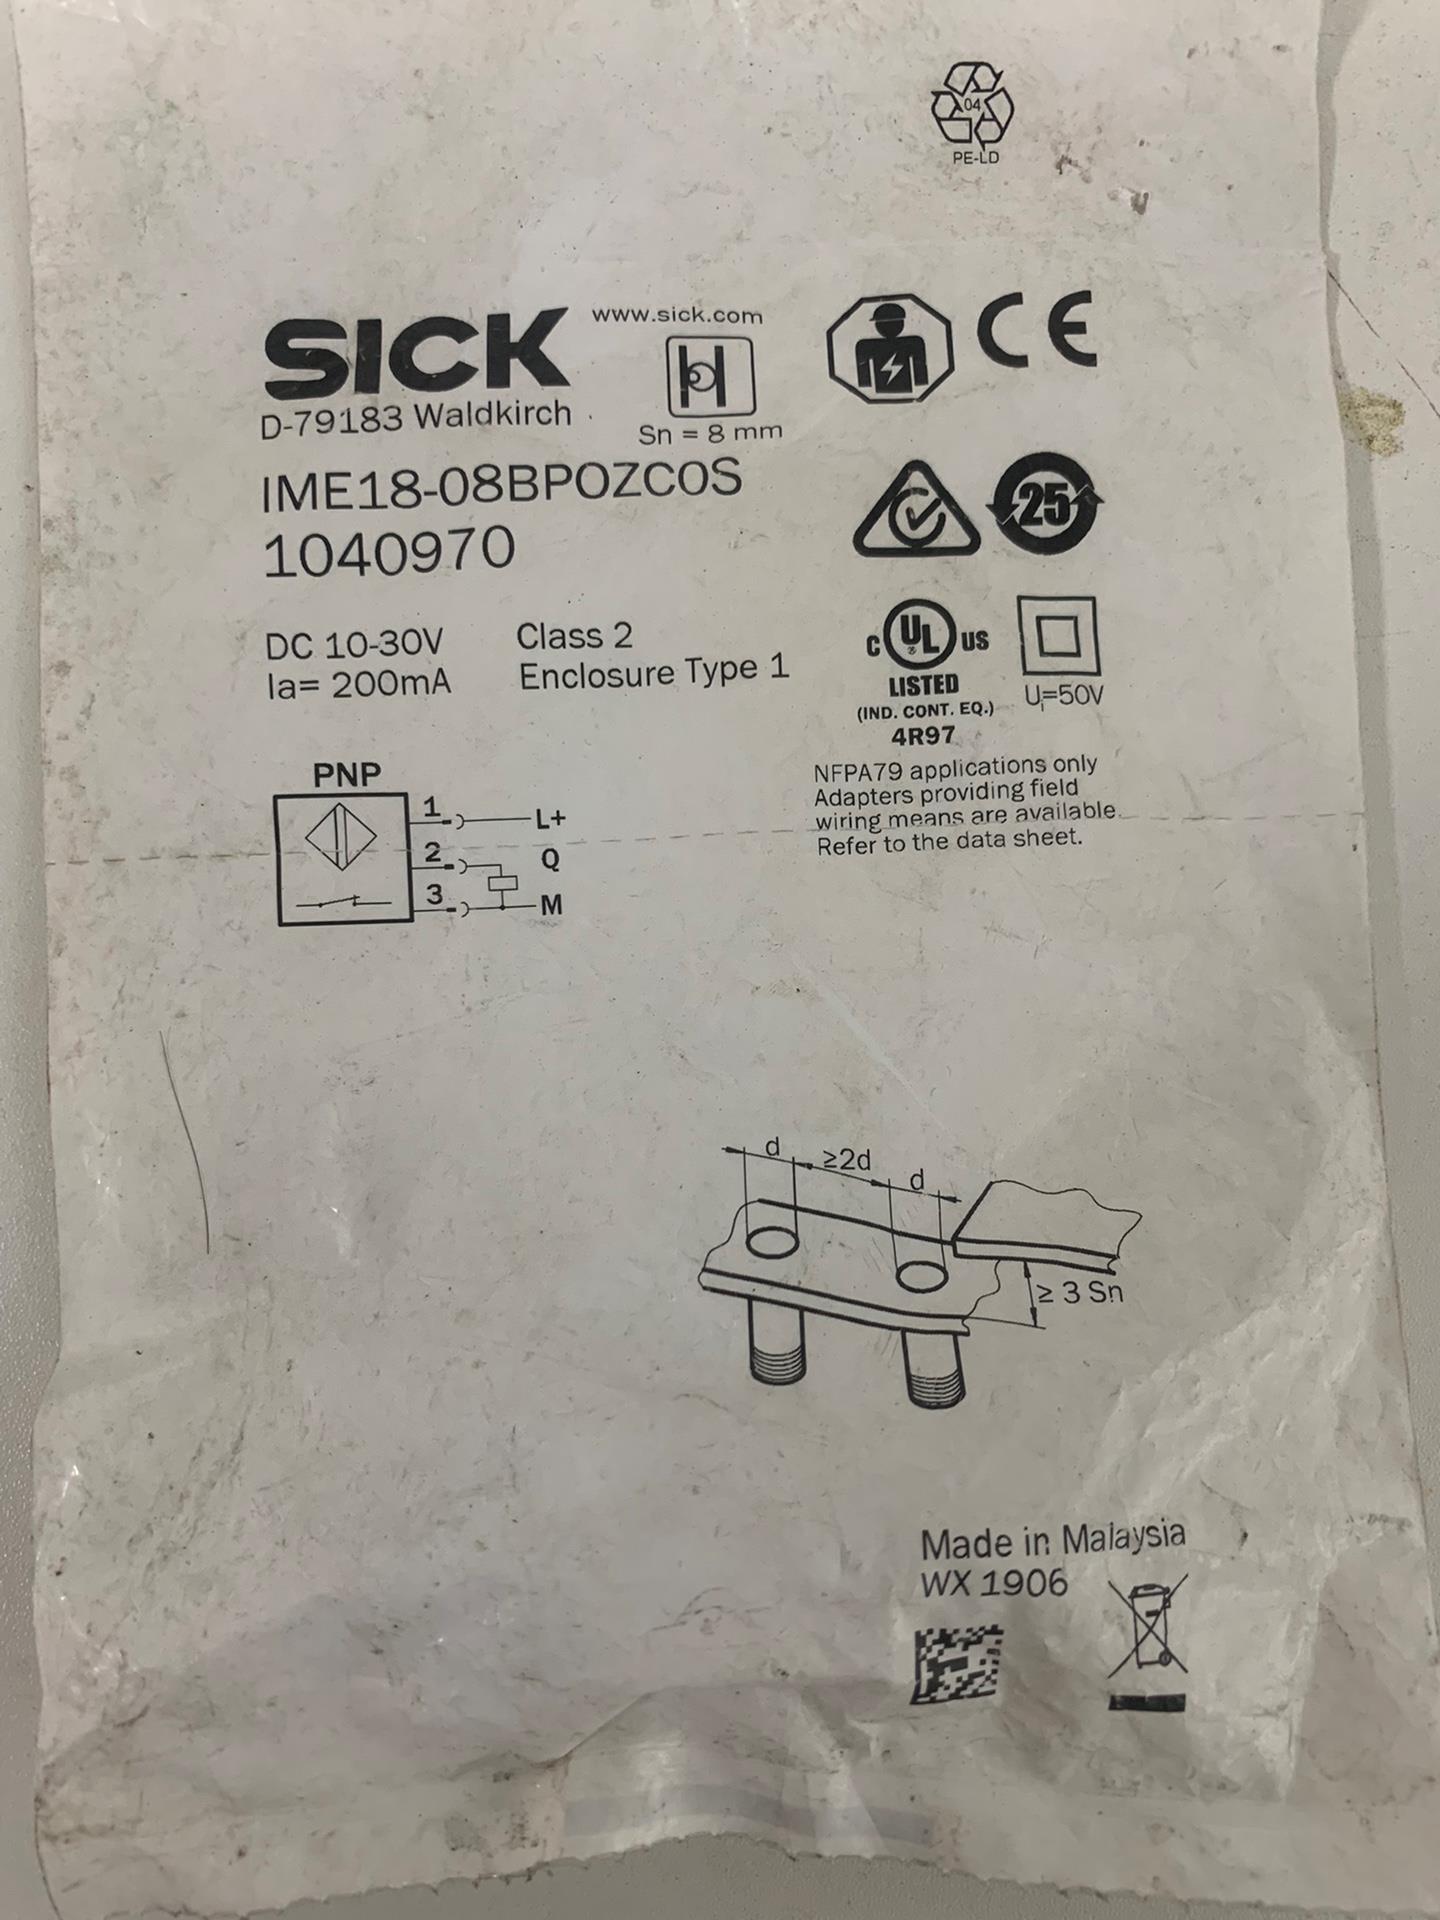 04
PE-LD
SICK
www.sick.com
D-79183 Waldkirch
Sn = 8 mm
CE
IME18-08BPOZC0S
1040970
25
DC 10-30V
Class 2
Ia= 200mA
Enclosure Type 1
C UL US
LISTED
(IND. CONT. EQ.)
4R97
Ui=50V
NFPA79 applications only
Adapters providing field
wiring means are available.
Refer to the data sheet.
PNP
1
L+
2
Q
3
M
d
≥2d
d
≥ 3 Sn
Made in Malaysia
WX 1906